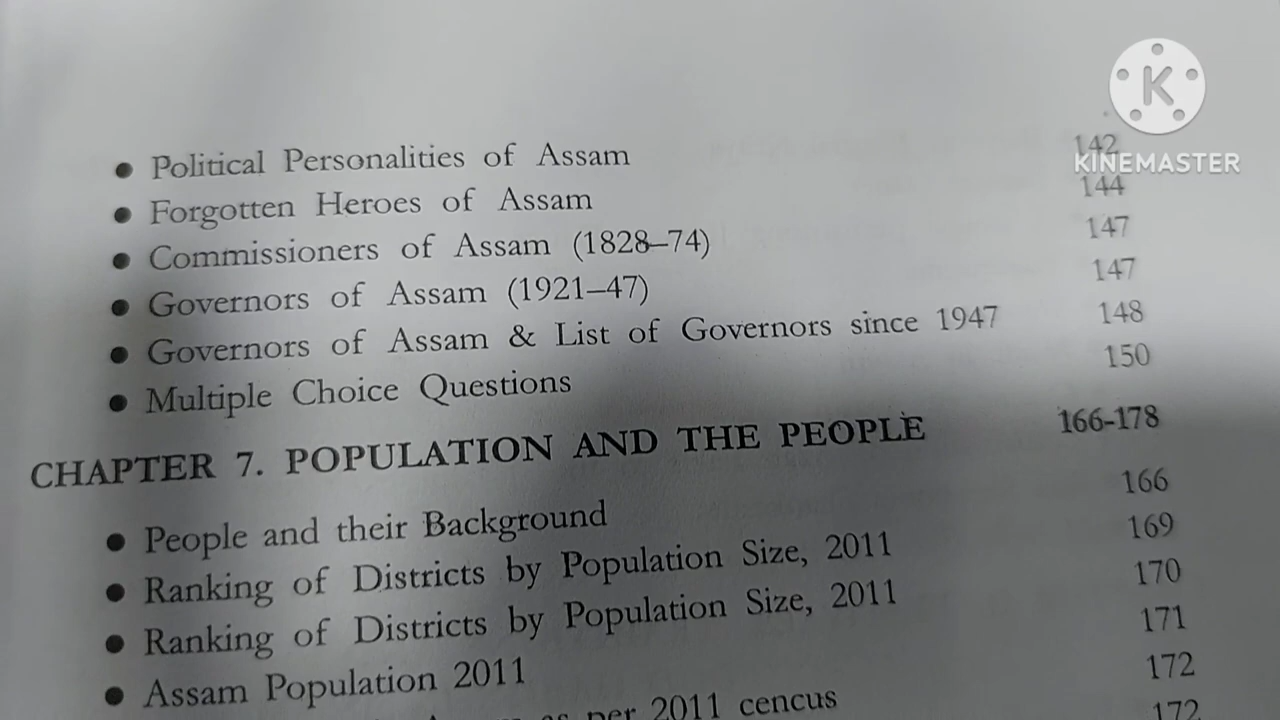 K
KINEMASTER
• Political Personalities of Assam 142
• Forgotten Heroes of Assam 144
• Commissioners of Assam (1828–74) 147
• Governors of Assam (1921–47) 147
• Governors of Assam & List of Governors since 1947 148
• Multiple Choice Questions 150
CHAPTER 7. POPULATION AND THE PEOPLE 166-178
• People and their Background 166
• Ranking of Districts by Population Size, 2011 169
• Ranking of Districts by Population Size, 2011 170
• Assam Population 2011 171
as per 2011 cencus 172
172